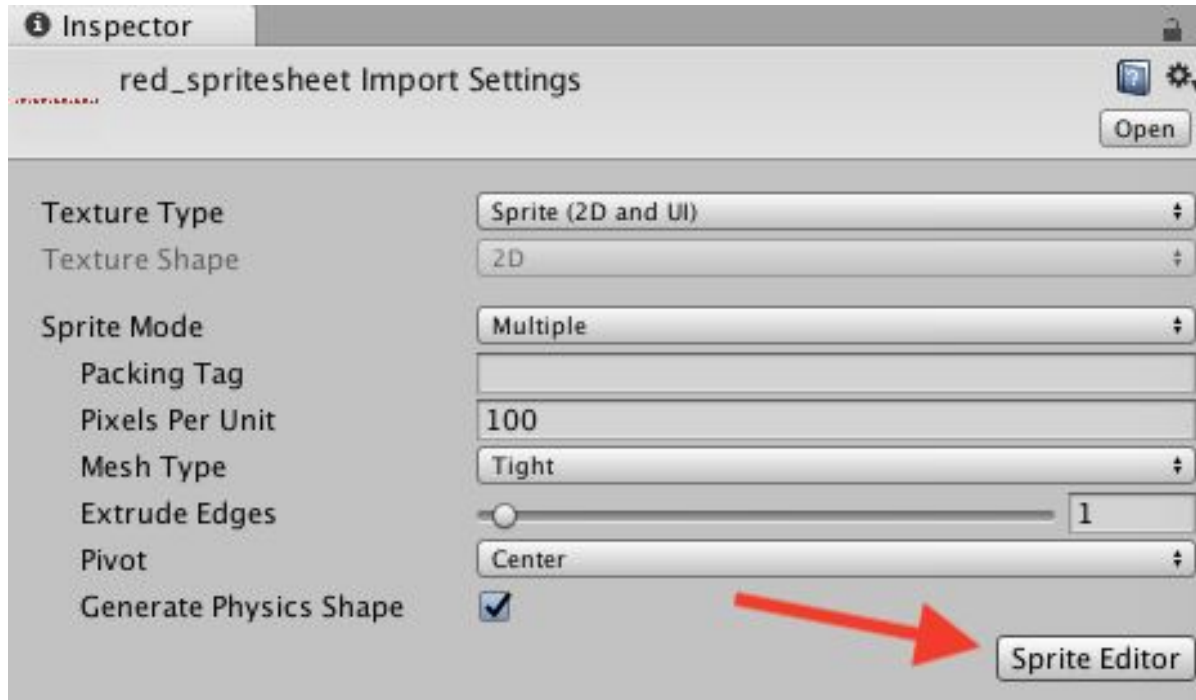 Inspector
red_spritesheet Import Settings
Open
Texture Type Sprite (2D and UI)
Texture Shape 2D
Sprite Mode Multiple
Packing Tag
Pixels Per Unit 100
Mesh Type Tight
Extrude Edges 1
Pivot Center
Generate Physics Shape
Sprite Editor